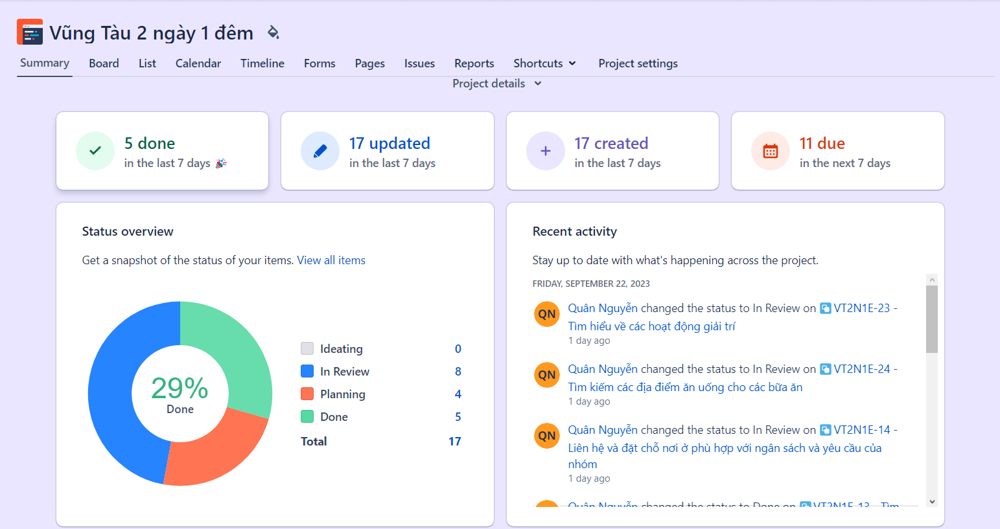 Vũng Tàu 2 ngày 1 đêm
Summary Board List Calendar Timeline Forms Pages Issues Reports Shortcuts Project settings
Project details
5 done
in the last 7 days
17 updated
in the last 7 days
17 created
in the last 7 days
11 due
in the next 7 days
Status overview
Get a snapshot of the status of your items. View all items
29%
Done
Ideating 0
In Review 8
Planning 4
Done 5
Total 17
Recent activity
Stay up to date with what's happening across the project.
FRIDAY, SEPTEMBER 22, 2023
QN
Quân Nguyễn changed the status to In Review on VT2N1E-23 -
Tìm hiểu về các hoạt động giải trí
1 day ago
QN
Quân Nguyễn changed the status to In Review on VT2N1E-24 -
Tìm kiếm các địa điểm ăn uống cho các bữa ăn
1 day ago
QN
Quân Nguyễn changed the status to In Review on VT2N1E-14 -
Liên hệ và đặt chỗ nơi ở phù hợp với ngân sách và yêu cầu của
nhóm
1 day ago
Quân Nguyễn changed the status to Done on VT2N1E-13 - Tìm